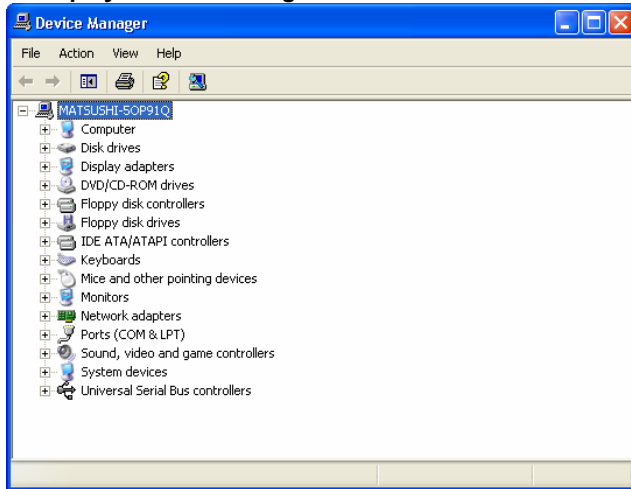 Device Manager
File Action View Help
MATSUSHI-5OP91Q
Computer
Disk drives
Display adapters
DVD/CD-ROM drives
Floppy disk controllers
Floppy disk drives
IDE ATA/ATAPI controllers
Keyboards
Mice and other pointing devices
Monitors
Network adapters
Ports (COM & LPT)
Sound, video and game controllers
System devices
Universal Serial Bus controllers